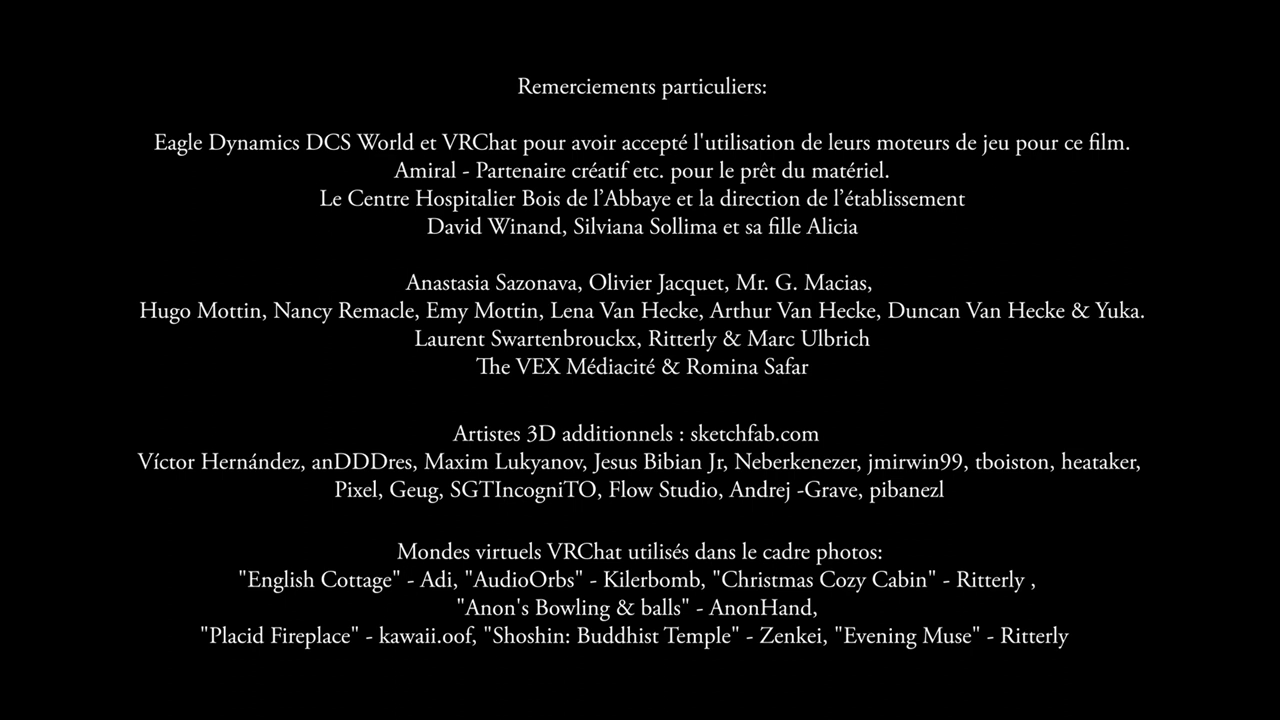 Remerciements particuliers:
Eagle Dynamics DCS World et VRChat pour avoir accepté l'utilisation de leurs moteurs de jeu pour ce film.
Amiral - Partenaire créatif etc. pour le prêt du matériel.
Le Centre Hospitalier Bois de l’Abbaye et la direction de l’établissement
David Winand, Silviana Sollima et sa fille Alicia
Anastasia Sazonava, Olivier Jacquet, Mr. G. Macias,
Hugo Mottin, Nancy Remacle, Emy Mottin, Lena Van Hecke, Arthur Van Hecke, Duncan Van Hecke & Yuka.
Laurent Swartenbrouckx, Ritterly & Marc Ulbrich
The VEX Médiacité & Romina Safar
Artistes 3D additionnels : sketchfab.com
Víctor Hernández, anDDDres, Maxim Lukyanov, Jesus Bibian Jr, Neberkenezer, jmirwin99, tboiston, heataker,
Pixel, Geug, SGTIncogniTO, Flow Studio, Andrej -Grave, pibanezl
Mondes virtuels VRChat utilisés dans le cadre photos:
"English Cottage" - Adi, "AudioOrbs" - Kilerbomb, "Christmas Cozy Cabin" - Ritterly ,
"Anon's Bowling & balls" - AnonHand,
"Placid Fireplace" - kawaii.oof, "Shoshin: Buddhist Temple" - Zenkei, "Evening Muse" - Ritterly